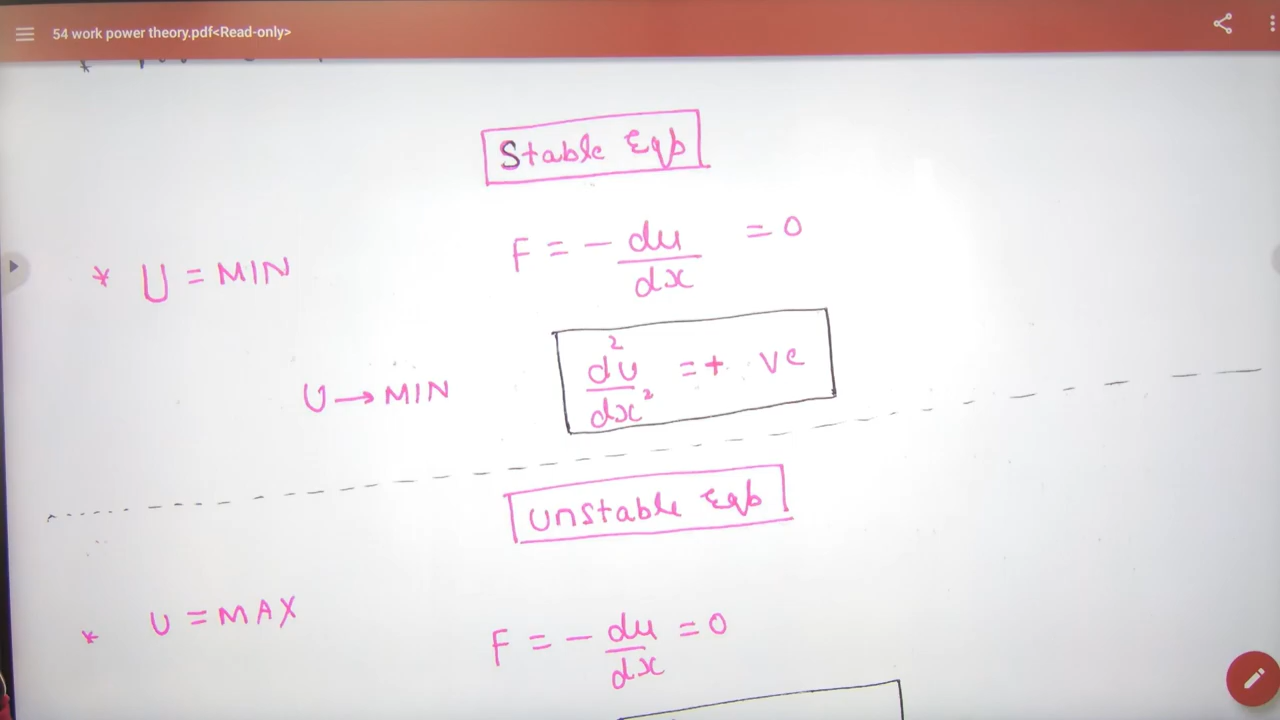 54 work power theory.pdf<Read-only>
Stable Eqb
* U = MIN
F = - du/dx = 0
U → MIN
d²u/dx² = + ve
Unstable Eqb
* U = MAX
F = - du/dx = 0